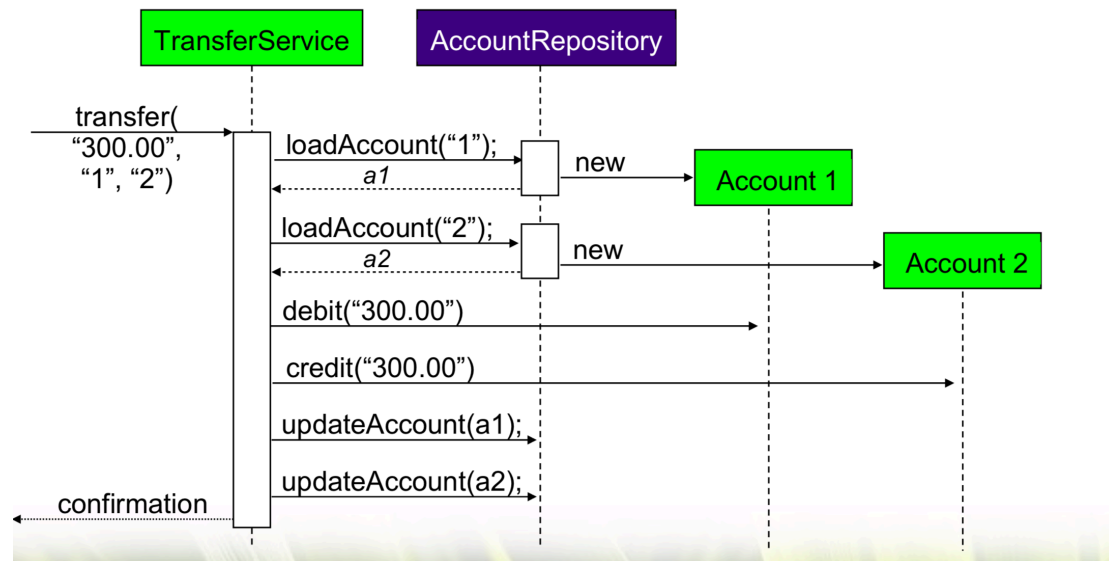 TransferService
AccountRepository
transfer(
“300.00”,
“1”, “2”)
loadAccount(“1”);
a1
new
Account 1
loadAccount(“2”);
a2
new
Account 2
debit(“300.00”)
credit(“300.00”)
updateAccount(a1);
updateAccount(a2);
confirmation